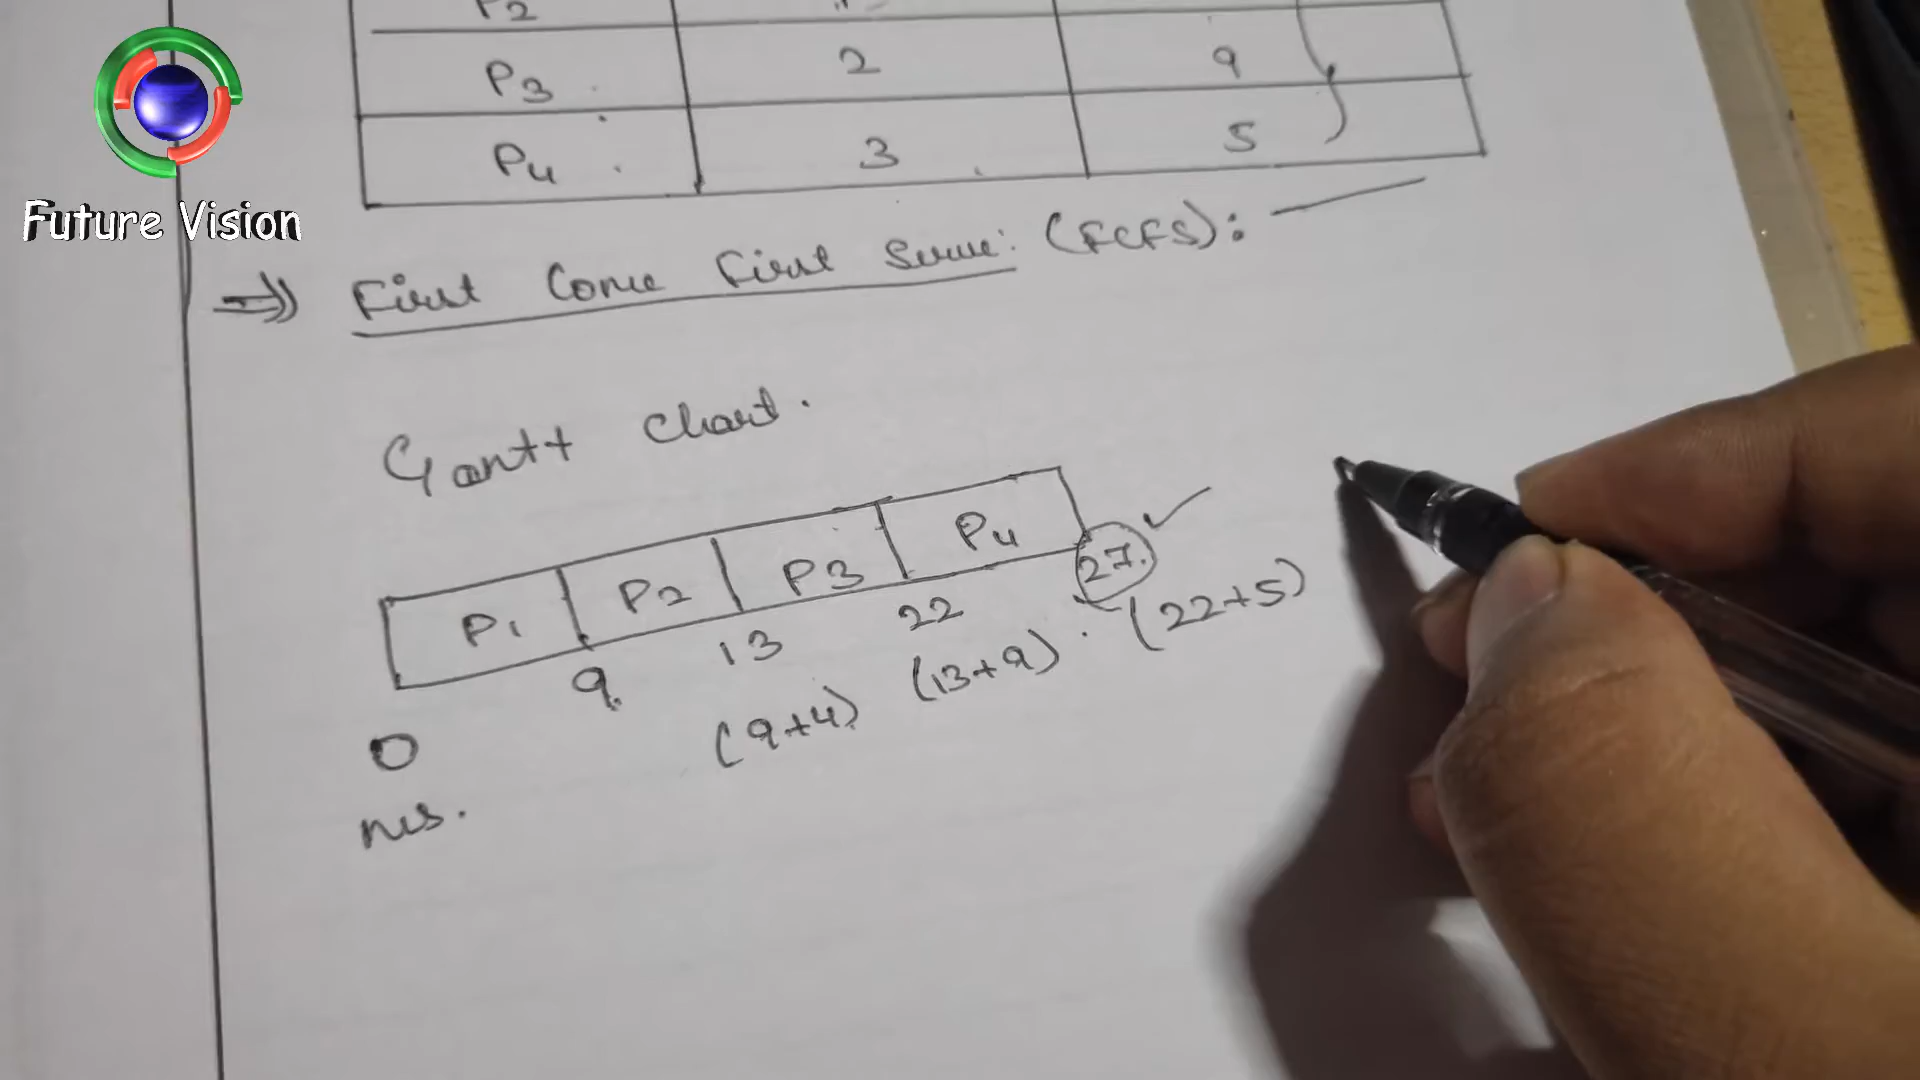 P2
P3 2 9
P4 3 5
Future Vision
=>> First Come First Serve: (FCFS):
Gantt Chart.
P1 P2 P3 P4
0 9 13 22 27.
(9+4) (13+9) (22+5)
ms.